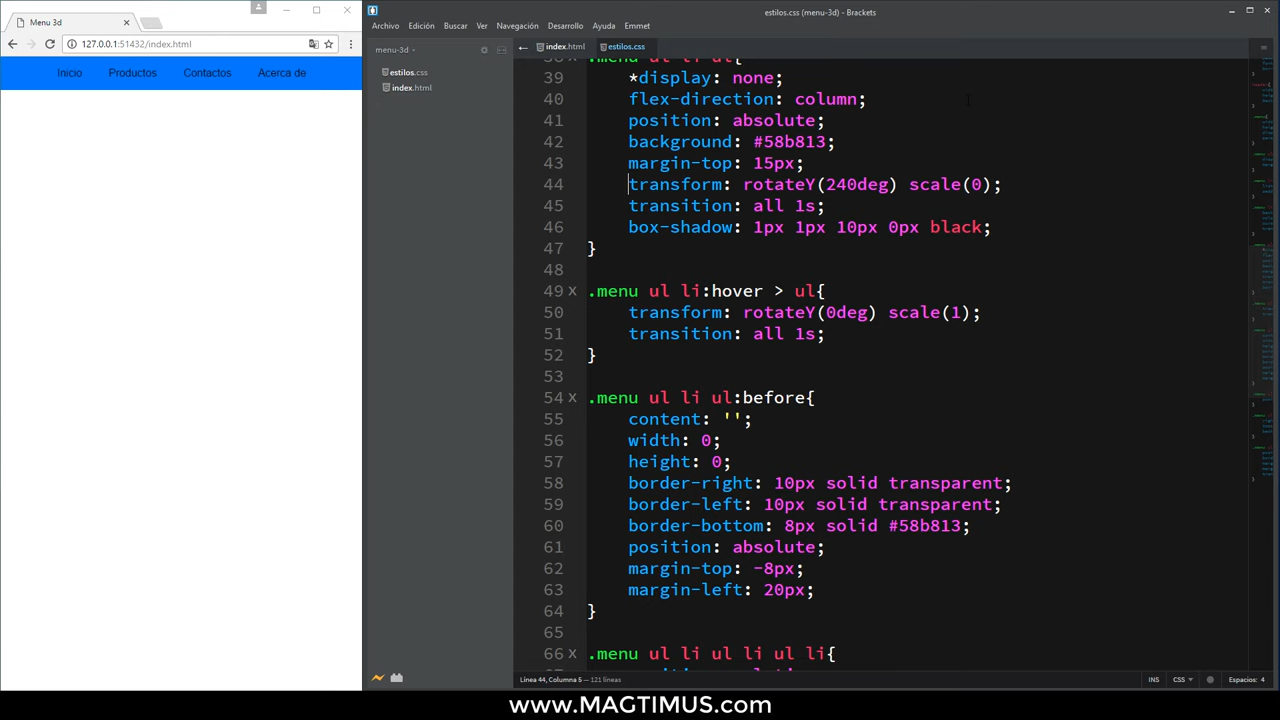 Menu 3d
127.0.0.1:51432/index.html
Inicio Productos Contactos Acerca de
estilos.css (menu-3d) - Brackets
Archivo Edición Buscar Ver Navegación Desarrollo Ayuda Emmet
menu-3d
estilos.css
index.html
index.html estilos.css
39 *display: none;
40 flex-direction: column;
41 position: absolute;
42 background: #58b813;
43 margin-top: 15px;
44 transform: rotateY(240deg) scale(0);
45 transition: all 1s;
46 box-shadow: 1px 1px 10px 0px black;
47 }
48
49 .menu ul li:hover > ul{
50 transform: rotateY(0deg) scale(1);
51 transition: all 1s;
52 }
53
54 .menu ul li ul:before{
55 content: '';
56 width: 0;
57 height: 0;
58 border-right: 10px solid transparent;
59 border-left: 10px solid transparent;
60 border-bottom: 8px solid #58b813;
61 position: absolute;
62 margin-top: -8px;
63 margin-left: 20px;
64 }
65
66 .menu ul li ul li ul li{
Línea 44, Columna 5 — 121 líneas
INS CSS Espacios: 4
www.MAGTIMUS.com